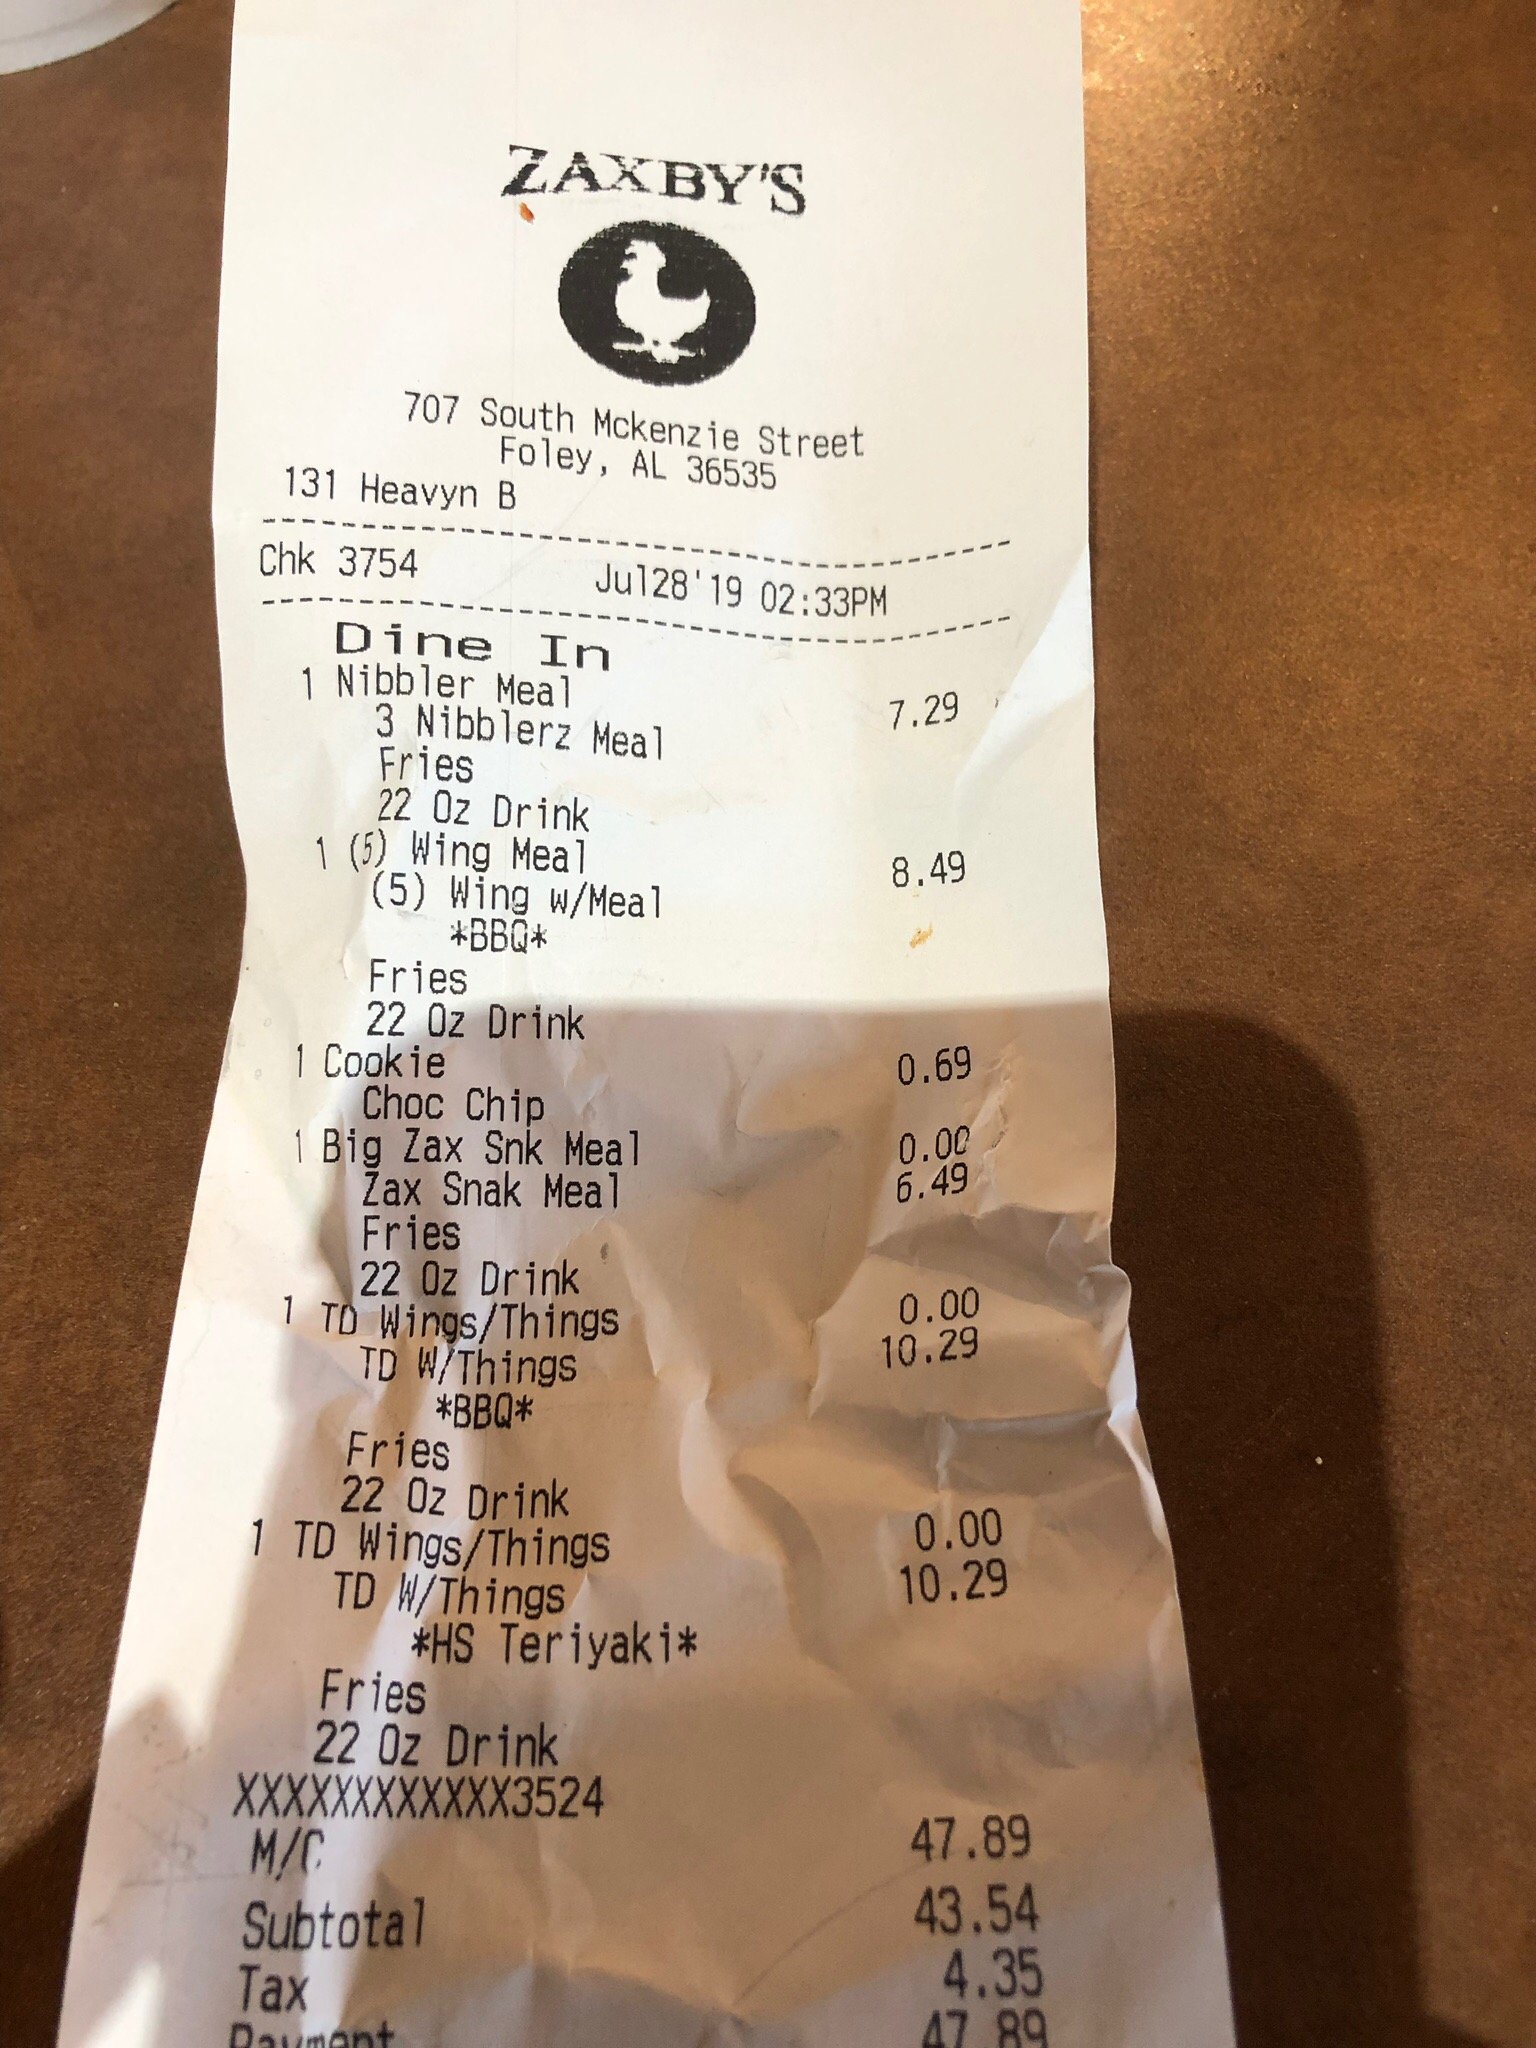 ZAXBY'S
707 South Mckenzie Street
Foley, AL 36535
131 Heavyn B
Chk 3754 Jul28'19 02:33PM
Dine In
1 Nibbler Meal 7.29
3 Nibblerz Meal
Fries
22 Oz Drink
1 (5) Wing Meal 8.49
(5) Wing w/Meal
*BBQ*
Fries
22 Oz Drink
1 Cookie 0.69
Choc Chip
1 Big Zax Snk Meal 0.00
Zax Snak Meal 6.49
Fries
22 Oz Drink
1 TD Wings/Things 0.00
TD W/Things 10.29
*BBQ*
Fries
22 Oz Drink
1 TD Wings/Things 0.00
TD W/Things 10.29
*HS Teriyaki*
Fries
22 Oz Drink
XXXXXXXXXXXX3524
M/C 47.89
Subtotal 43.54
Tax 4.35
Payment 47.89